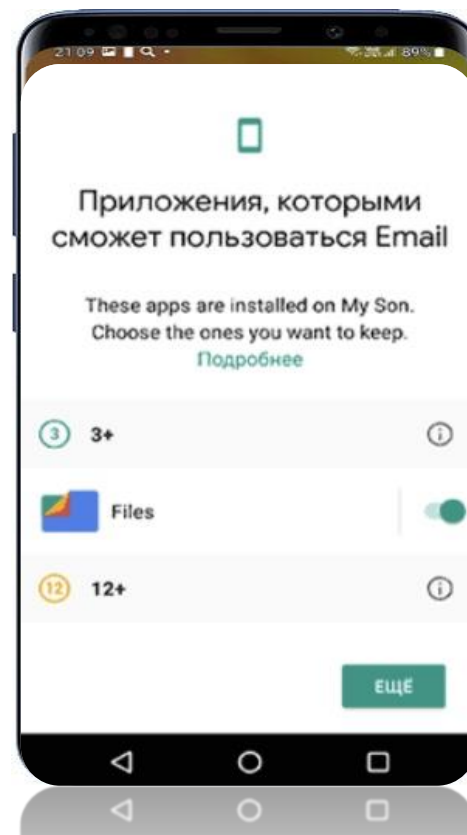 21:09 89%
Приложения, которыми
сможет пользоваться Email
These apps are installed on My Son.
Choose the ones you want to keep.
Подробнее
3 3+
Files
12 12+
ЕЩЁ